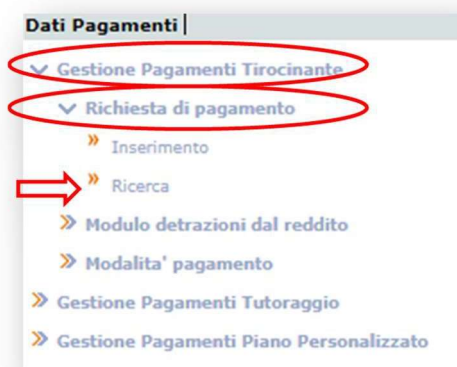 Dati Pagamenti
Gestione Pagamenti Tirocinante
Richiesta di pagamento
Inserimento
Ricerca
Modulo detrazioni dal reddito
Modalita' pagamento
Gestione Pagamenti Tutoraggio
Gestione Pagamenti Piano Personalizzato